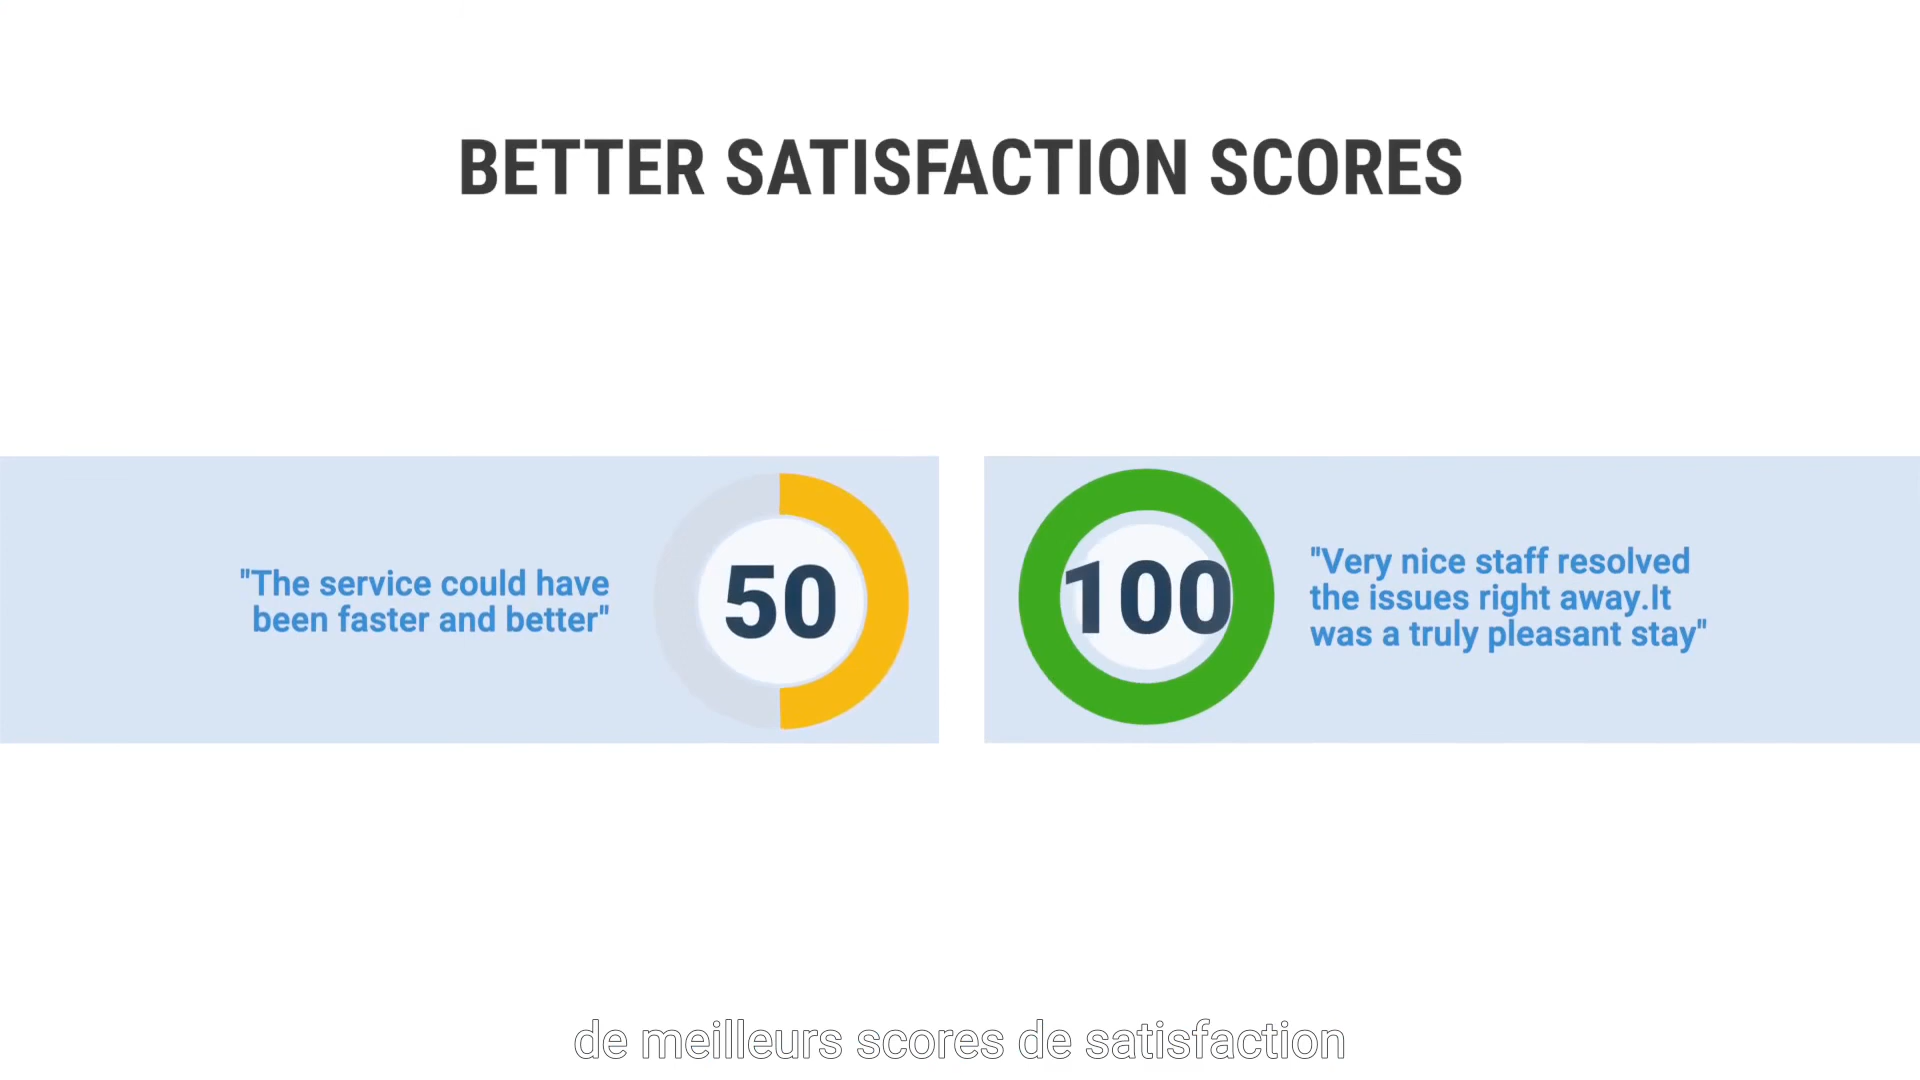 BETTER SATISFACTION SCORES
"The service could have
been faster and better"
50
100
"Very nice staff resolved
the issues right away.It
was a truly pleasant stay"
de meilleurs scores de satisfaction